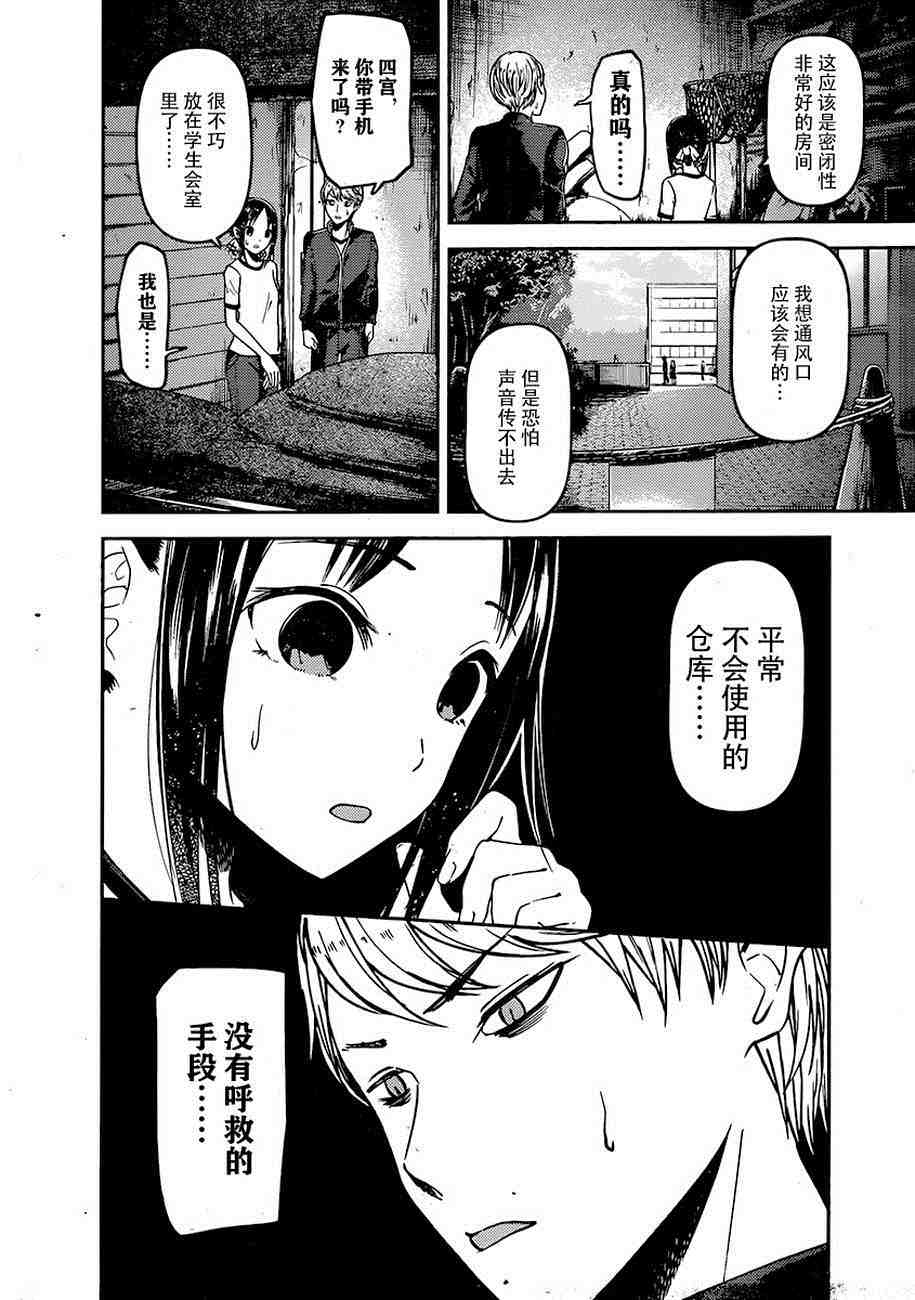 这应该是密闭性
非常好的房间
真的吗……
我想通风口
应该会有的…
但是恐怕
声音传不出去
四宫，
你带手机
来了吗？
很不巧
放在学生会室
里了……
我也是……
平常
不会使用的
仓库……
没有呼救的
手段……